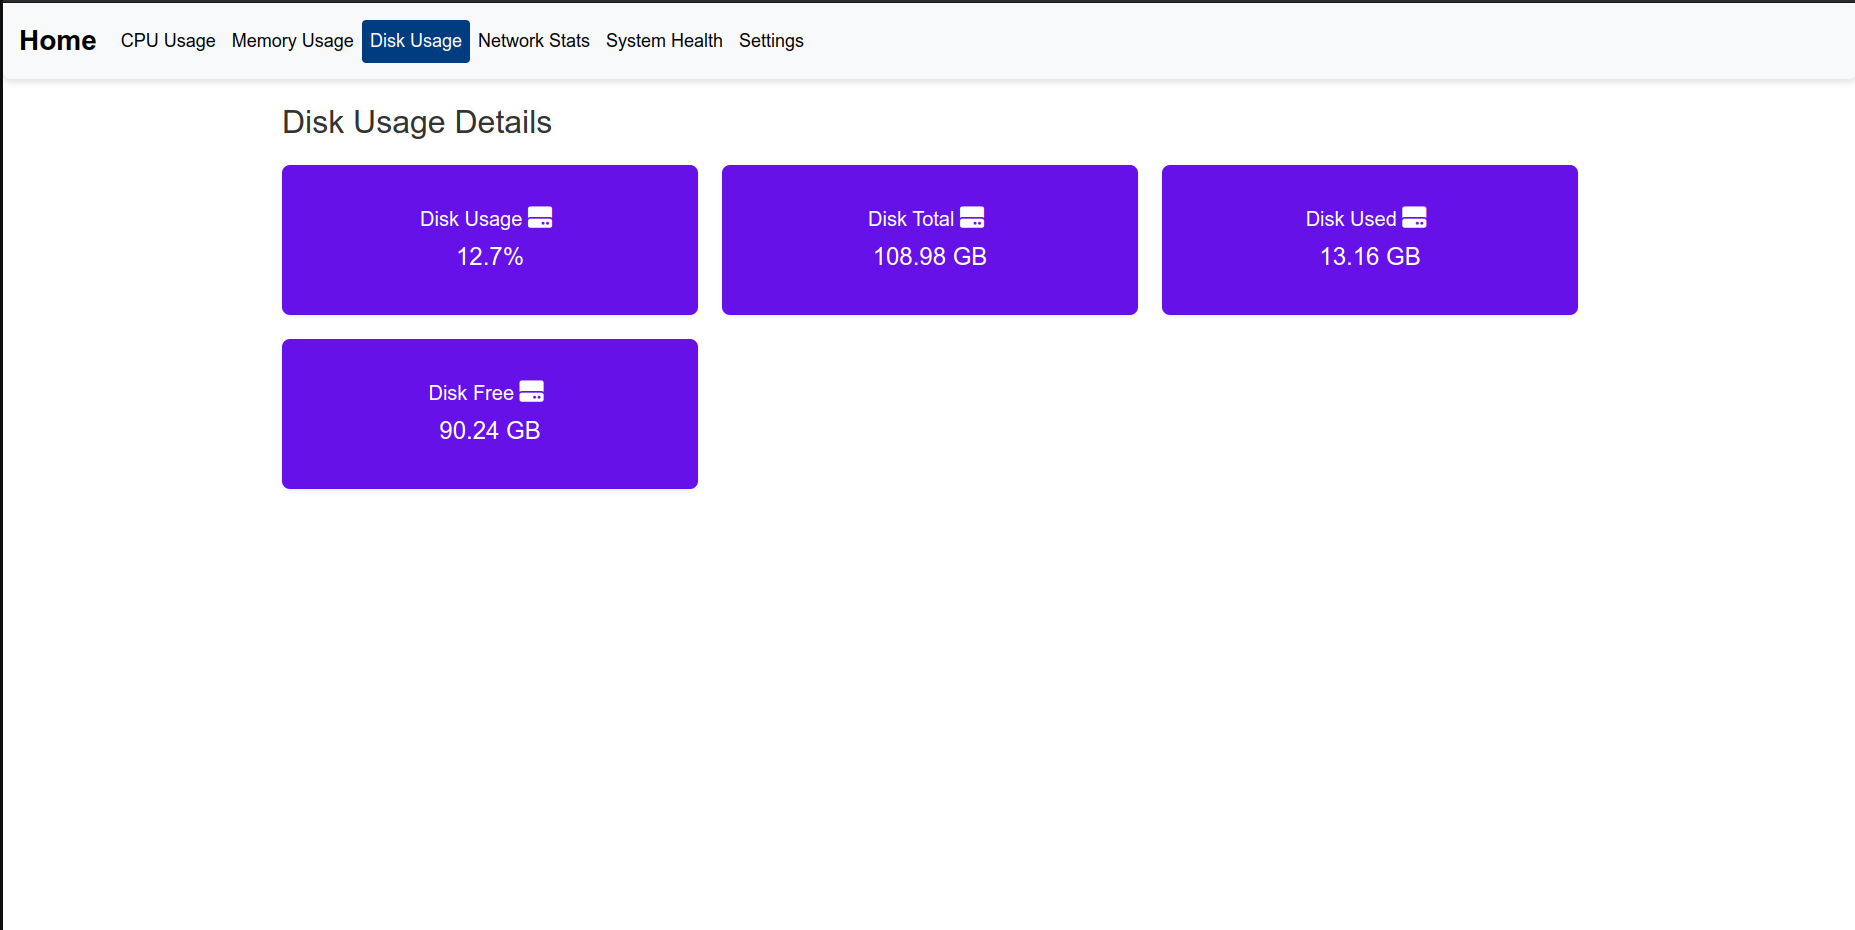 Home CPU Usage Memory Usage Disk Usage Network Stats System Health Settings
Disk Usage Details
Disk Usage
12.7%
Disk Total
108.98 GB
Disk Used
13.16 GB
Disk Free
90.24 GB